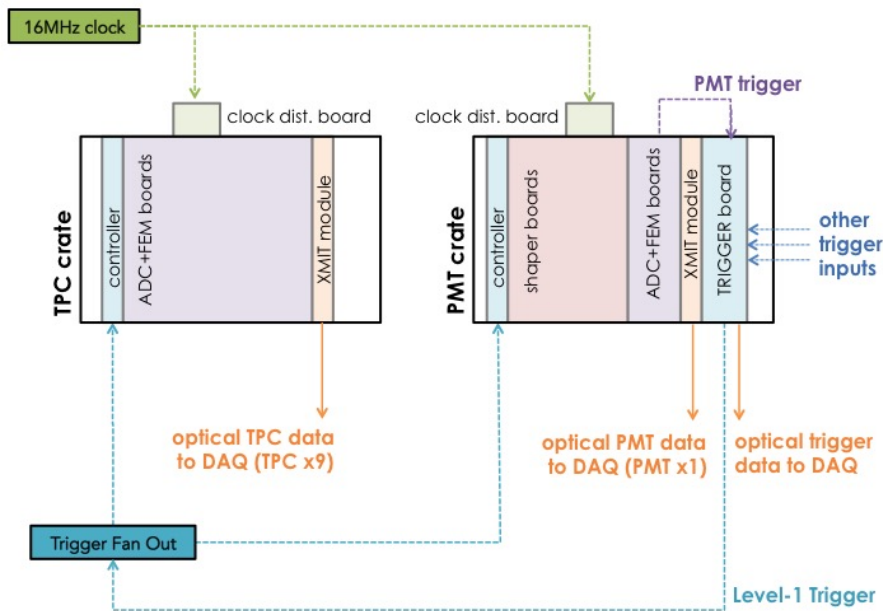 16MHz clock
PMT trigger
clock dist. board
clock dist. board
TPC crate
controller
ADC+FEM boards
XMIT module
PMT crate
controller
shaper boards
ADC+FEM boards
XMIT module
TRIGGER board
other
trigger
inputs
optical TPC data
to DAQ (TPC x9)
optical PMT data
to DAQ (PMT x1)
optical trigger
data to DAQ
Trigger Fan Out
Level-1 Trigger